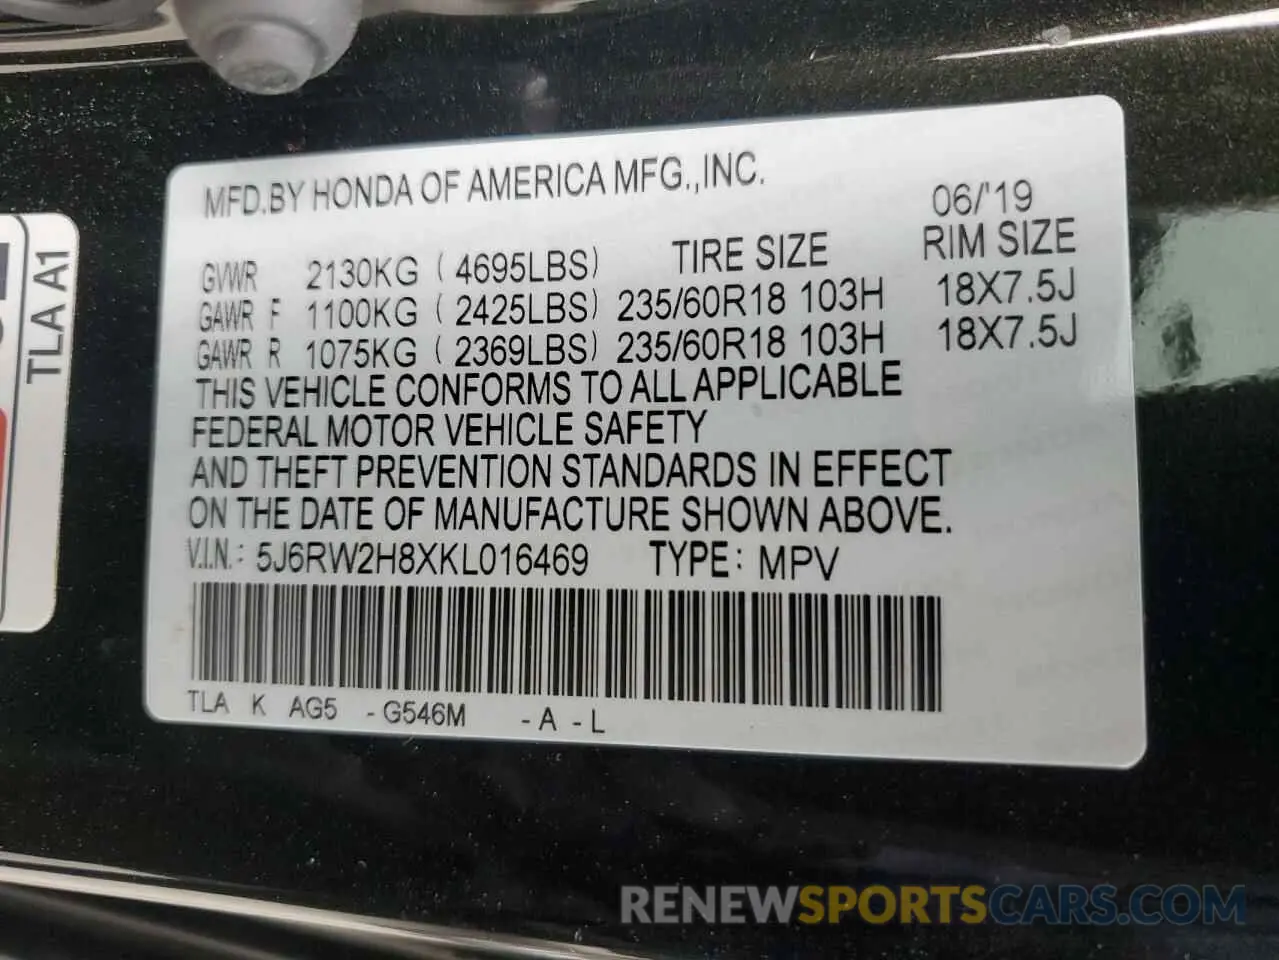 MFD.BY HONDA OF AMERICA MFG.,INC.
06/'19
GVWR 2130KG ( 4695LBS) TIRE SIZE RIM SIZE
GAWR F 1100KG ( 2425LBS) 235/60R18 103H 18X7.5J
GAWR R 1075KG ( 2369LBS) 235/60R18 103H 18X7.5J
THIS VEHICLE CONFORMS TO ALL APPLICABLE
FEDERAL MOTOR VEHICLE SAFETY
AND THEFT PREVENTION STANDARDS IN EFFECT
ON THE DATE OF MANUFACTURE SHOWN ABOVE.
V.I.N.: 5J6RW2H8XKL016469 TYPE: MPV
TLA K AG5 -G546M -A -L
TLA A1
RENEWSPORTSCARS.COM